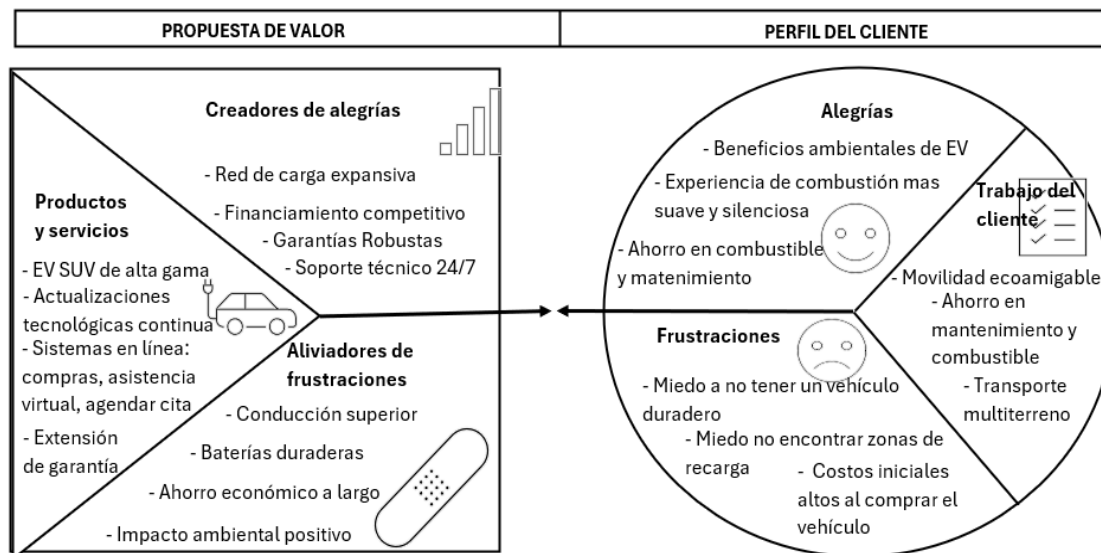 PROPUESTA DE VALOR
PERFIL DEL CLIENTE
Creadores de alegrías
- Red de carga expansiva
- Financiamiento competitivo
- Garantías Robustas
- Soporte técnico 24/7
Productos
y servicios
- EV SUV de alta gama
- Actualizaciones
tecnológicas continua
- Sistemas en línea:
compras, asistencia
virtual, agendar cita
- Extensión
de garantía
Aliviadores de
frustraciones
- Conducción superior
- Baterías duraderas
- Ahorro económico a largo
- Impacto ambiental positivo
Alegrías
- Beneficios ambientales de EV
- Experiencia de combustión mas
suave y silenciosa
- Ahorro en combustible
y matenimiento
Trabajo del
cliente
- Movilidad ecoamigable
- Ahorro en
mantenimiento y
combustible
- Transporte
multiterreno
Frustraciones
- Miedo a no tener un vehículo
duradero
- Miedo no encontrar zonas de
recarga
- Costos iniciales
altos al comprar el
vehículo